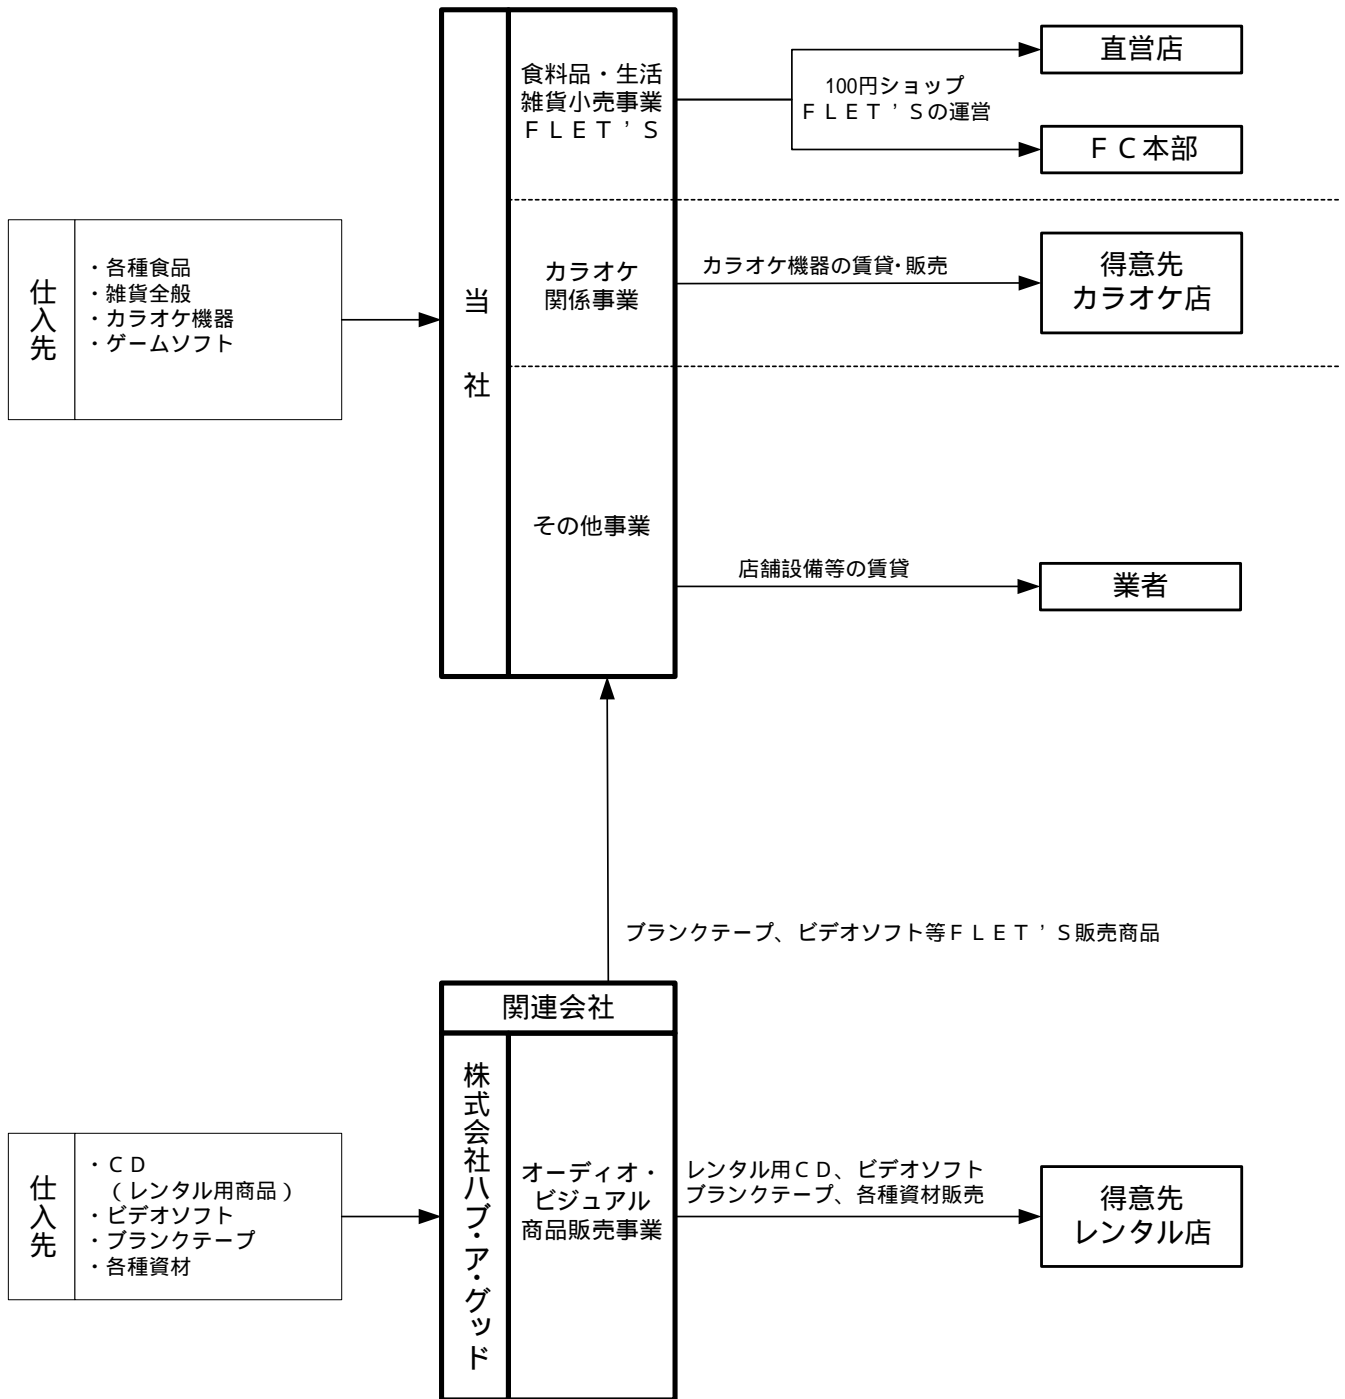 食料品・生活
雑貨小売事業
ＦＬＥＴ’Ｓ
100円ショップ
ＦＬＥＴ’Ｓの運営
直営店
ＦＣ本部
仕入先
・各種食品
・雑貨全般
・カラオケ機器
・ゲームソフト
当社
カラオケ
関係事業
カラオケ機器の賃貸・販売
得意先
カラオケ店
その他事業
店舗設備等の賃貸
業者
ブランクテープ、ビデオソフト等ＦＬＥＴ’Ｓ販売商品
関連会社
仕入先
・ＣＤ
（レンタル用商品）
・ビデオソフト
・ブランクテープ
・各種資材
株式会社ハブ・ア・グッド
オーディオ・
ビジュアル
商品販売事業
レンタル用ＣＤ、ビデオソフト
ブランクテープ、各種資材販売
得意先
レンタル店